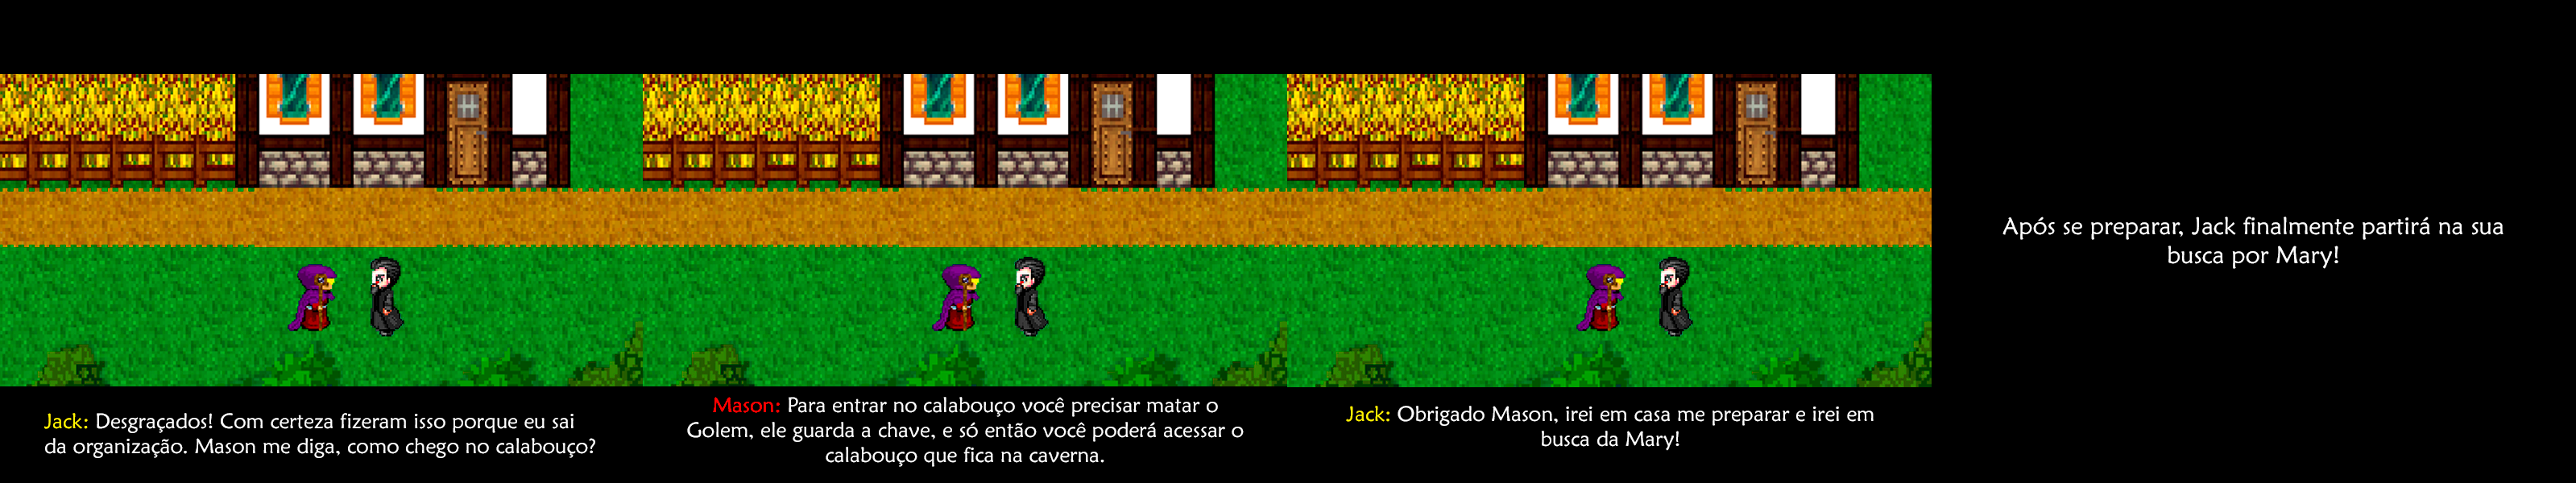 Jack: Desgraçados! Com certeza fizeram isso porque eu sai
da organização. Mason me diga, como chego no calabouço?
Mason: Para entrar no calabouço você precisar matar o
Golem, ele guarda a chave, e só então você poderá acessar o
calabouço que fica na caverna.
Jack: Obrigado Mason, irei em casa me preparar e irei em
busca da Mary!
Após se preparar, Jack finalmente partirá na sua
busca por Mary!